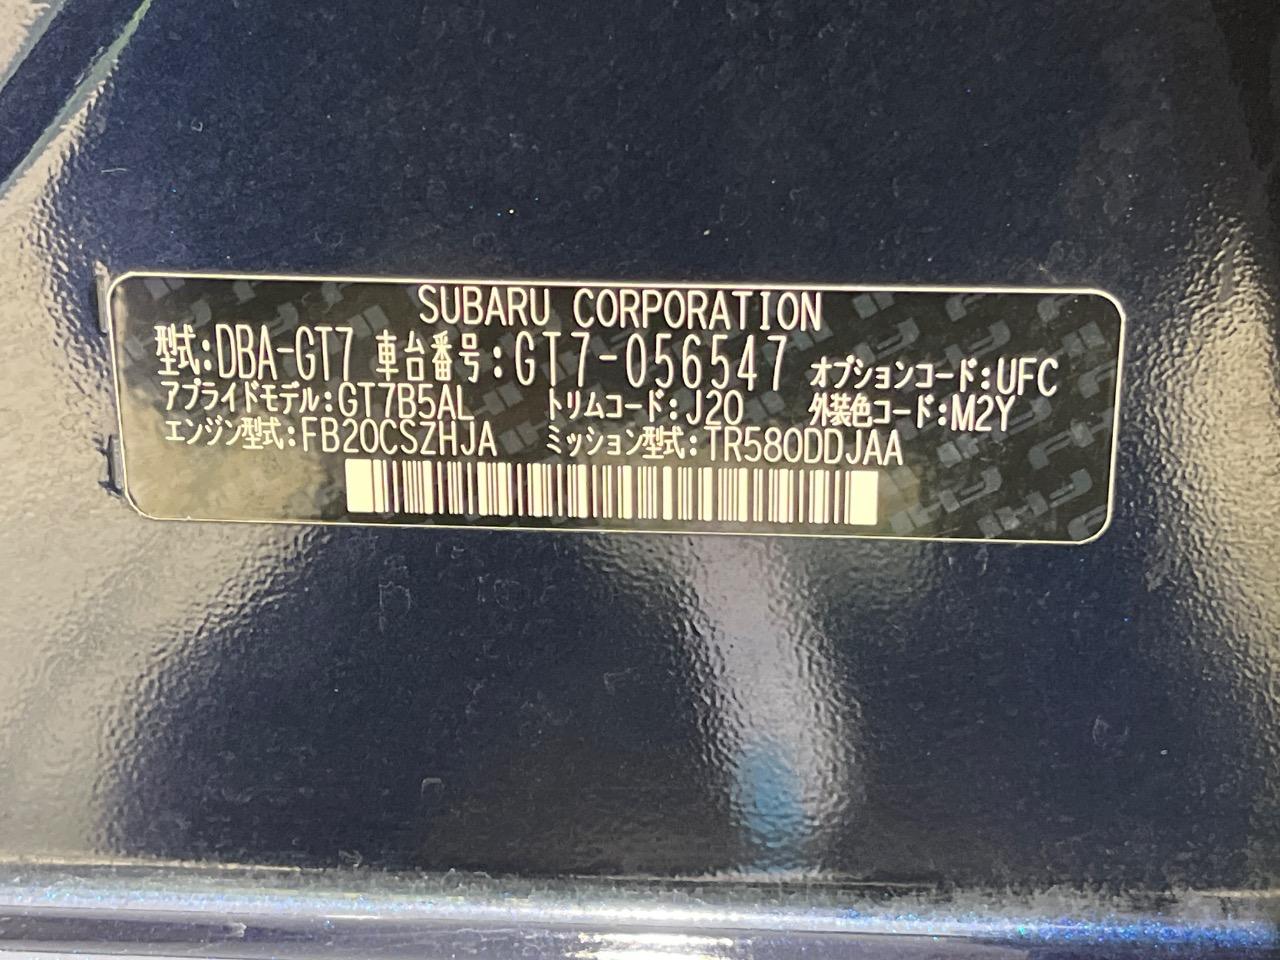 SUBARU CORPORATION
型式:DBA-GT7 車台番号:GT7-056547 オプションコード:UFC
アプライドモデル:GT7B5AL トリムコード:J20 外装色コード:M2Y
エンジン型式:FB20CSZHJA ミッション型式:TR580DDJAA